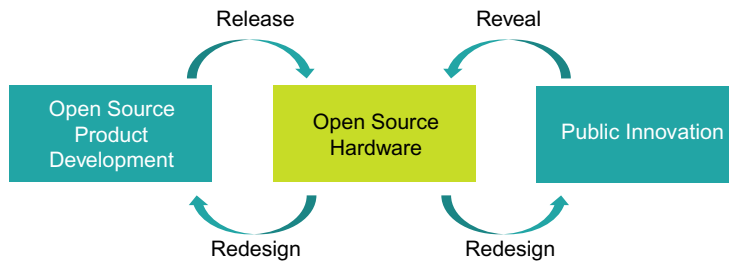 Release
Reveal
Open Source
Product
Development
Open Source
Hardware
Public Innovation
Redesign
Redesign